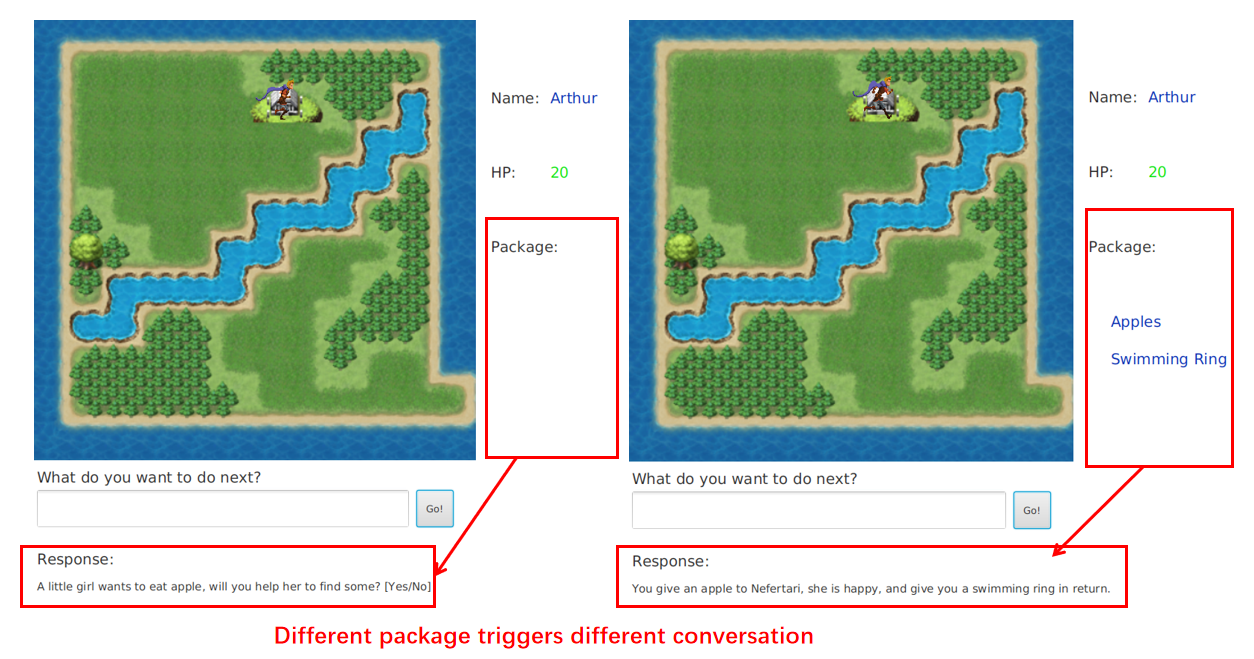 Name: Arthur
HP: 20
Package:
What do you want to do next?
Go!
Response:
A little girl wants to eat apple, will you help her to find some? [Yes/No]
Name: Arthur
HP: 20
Package:
Apples
Swimming Ring
What do you want to do next?
Go!
Response:
You give an apple to Nefertari, she is happy, and give you a swimming ring in return.
Different package triggers different conversation